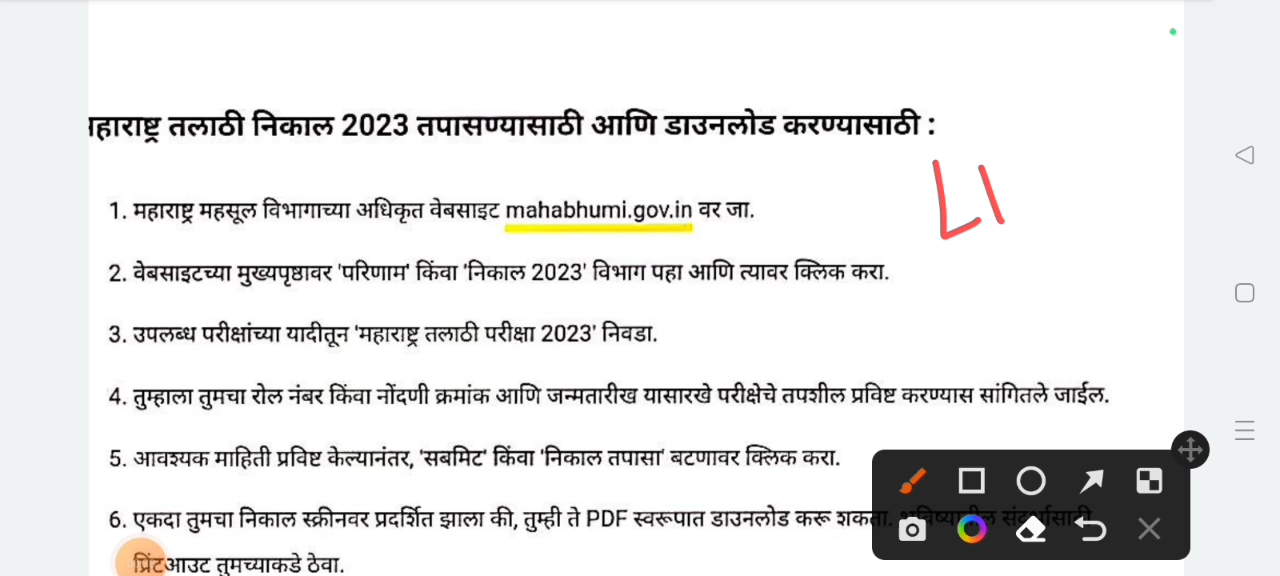 महाराष्ट्र तलाठी निकाल 2023 तपासण्यासाठी आणि डाउनलोड करण्यासाठी :
1. महाराष्ट्र महसूल विभागाच्या अधिकृत वेबसाइट mahabhumi.gov.in वर जा.
2. वेबसाइटच्या मुख्यपृष्ठावर 'परिणाम' किंवा 'निकाल 2023' विभाग पहा आणि त्यावर क्लिक करा.
3. उपलब्ध परीक्षांच्या यादीतून 'महाराष्ट्र तलाठी परीक्षा 2023' निवडा.
4. तुम्हाला तुमचा रोल नंबर किंवा नोंदणी क्रमांक आणि जन्मतारीख यासारखे परीक्षेचे तपशील प्रविष्ट करण्यास सांगितले जाईल.
5. आवश्यक माहिती प्रविष्ट केल्यानंतर, 'सबमिट' किंवा 'निकाल तपासा' बटणावर क्लिक करा.
6. एकदा तुमचा निकाल स्क्रीनवर प्रदर्शित झाला की, तुम्ही ते PDF स्वरूपात डाउनलोड करू शकता. भविष्यातील संदर्भासाठी
प्रिंटआउट तुमच्याकडे ठेवा.